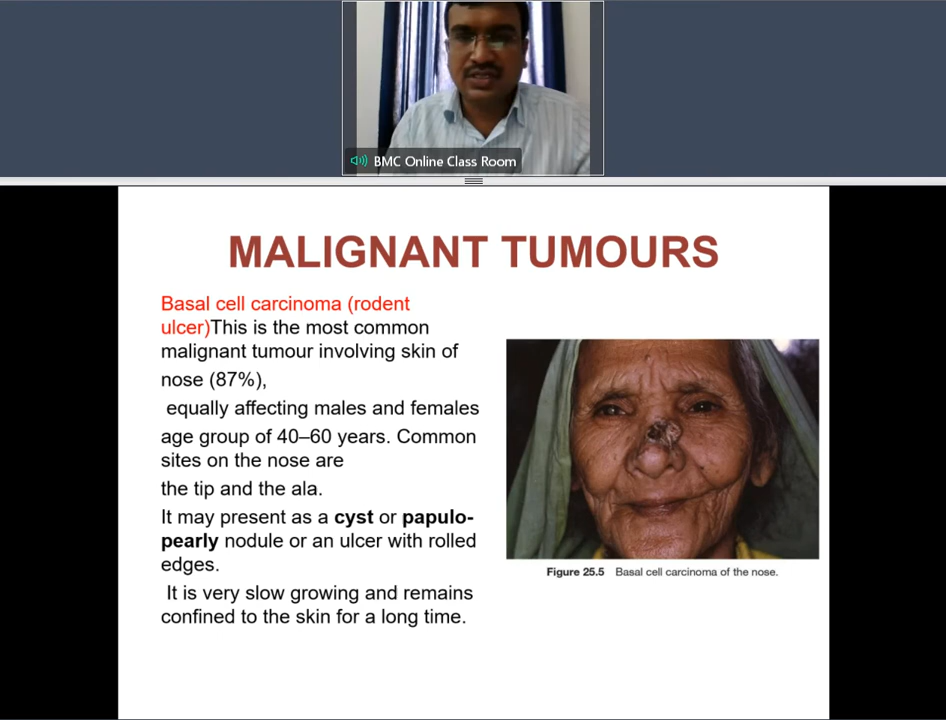 BMC Online Class Room
MALIGNANT TUMOURS
Basal cell carcinoma (rodent
ulcer)This is the most common
malignant tumour involving skin of
nose (87%),
equally affecting males and females
age group of 40–60 years. Common
sites on the nose are
the tip and the ala.
It may present as a cyst or papulo-
pearly nodule or an ulcer with rolled
edges.
It is very slow growing and remains
confined to the skin for a long time.
Figure 25.5 Basal cell carcinoma of the nose.